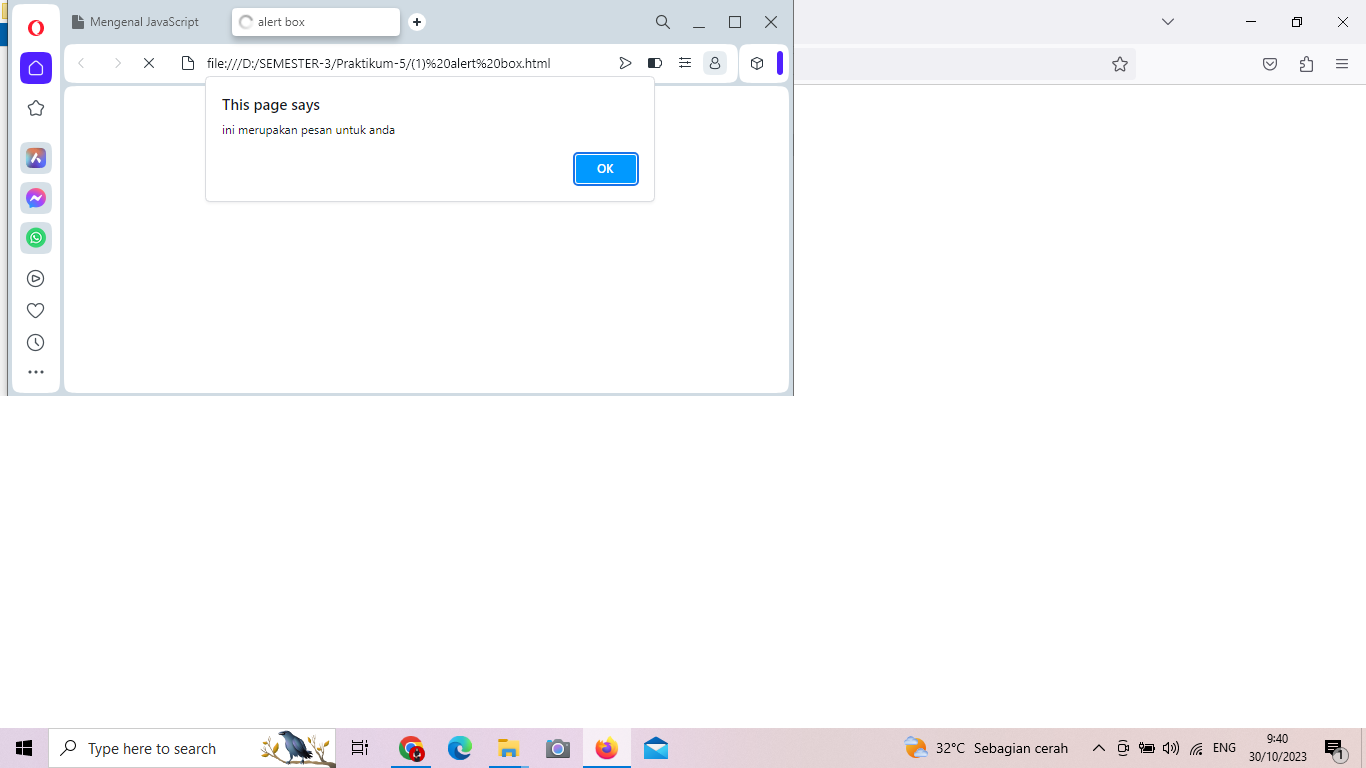 Mengenal JavaScript
alert box
file:///D:/SEMESTER-3/Praktikum-5/(1)%20alert%20box.html
This page says
ini merupakan pesan untuk anda
OK
Type here to search
32°C Sebagian cerah
ENG
9:40
30/10/2023
1